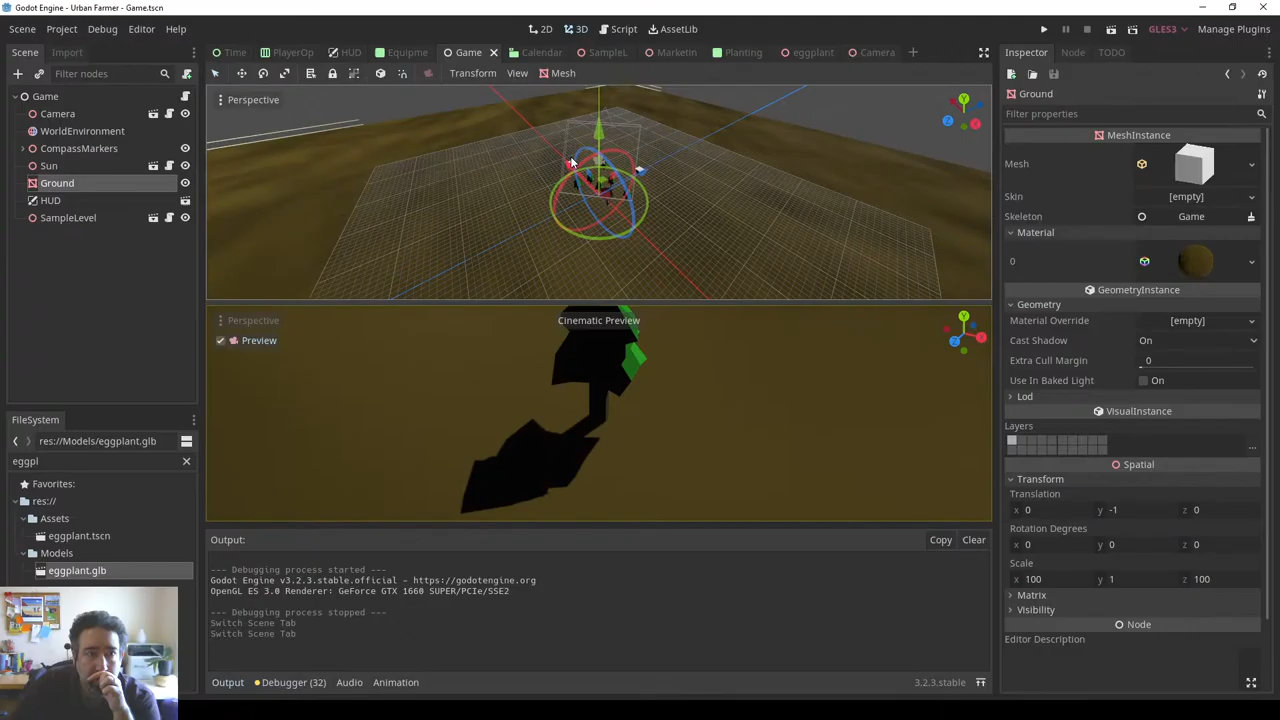 Godot Engine - Urban Farmer - Game.tscn
Scene Project Debug Editor Help
2D 3D Script AssetLib
GLES3 Manage Plugins
Scene Import
Time PlayerOp HUD Equipme Game Calendar SampleL MarketIn Planting eggplant Camera
Inspector Node TODO
Filter nodes
Transform View Mesh
Game
Camera
WorldEnvironment
CompassMarkers
Sun
Ground
HUD
SampleLevel
Perspective
Y
Z
X
Perspective
Preview
Cinematic Preview
Y
Z
X
FileSystem
res://Models/eggplant.glb
eggpl
Favorites:
res://
Assets
eggplant.tscn
Models
eggplant.glb
Output:
Copy Clear
--- Debugging process started ---
Godot Engine v3.2.3.stable.official - https://godotengine.org
OpenGL ES 3.0 Renderer: GeForce GTX 1660 SUPER/PCIe/SSE2
--- Debugging process stopped ---
Switch Scene Tab
Switch Scene Tab
Output Debugger (32) Audio Animation
3.2.3.stable
Ground
Filter properties
MeshInstance
Mesh
Skin [empty]
Skeleton Game
Material
0
GeometryInstance
Geometry
Material Override [empty]
Cast Shadow On
Extra Cull Margin 0
Use In Baked Light On
Lod
VisualInstance
Layers
...
Spatial
Transform
Translation
x 0 y -1 z 0
Rotation Degrees
x 0 y 0 z 0
Scale
x 100 y 1 z 100
Matrix
Visibility
Node
Editor Description